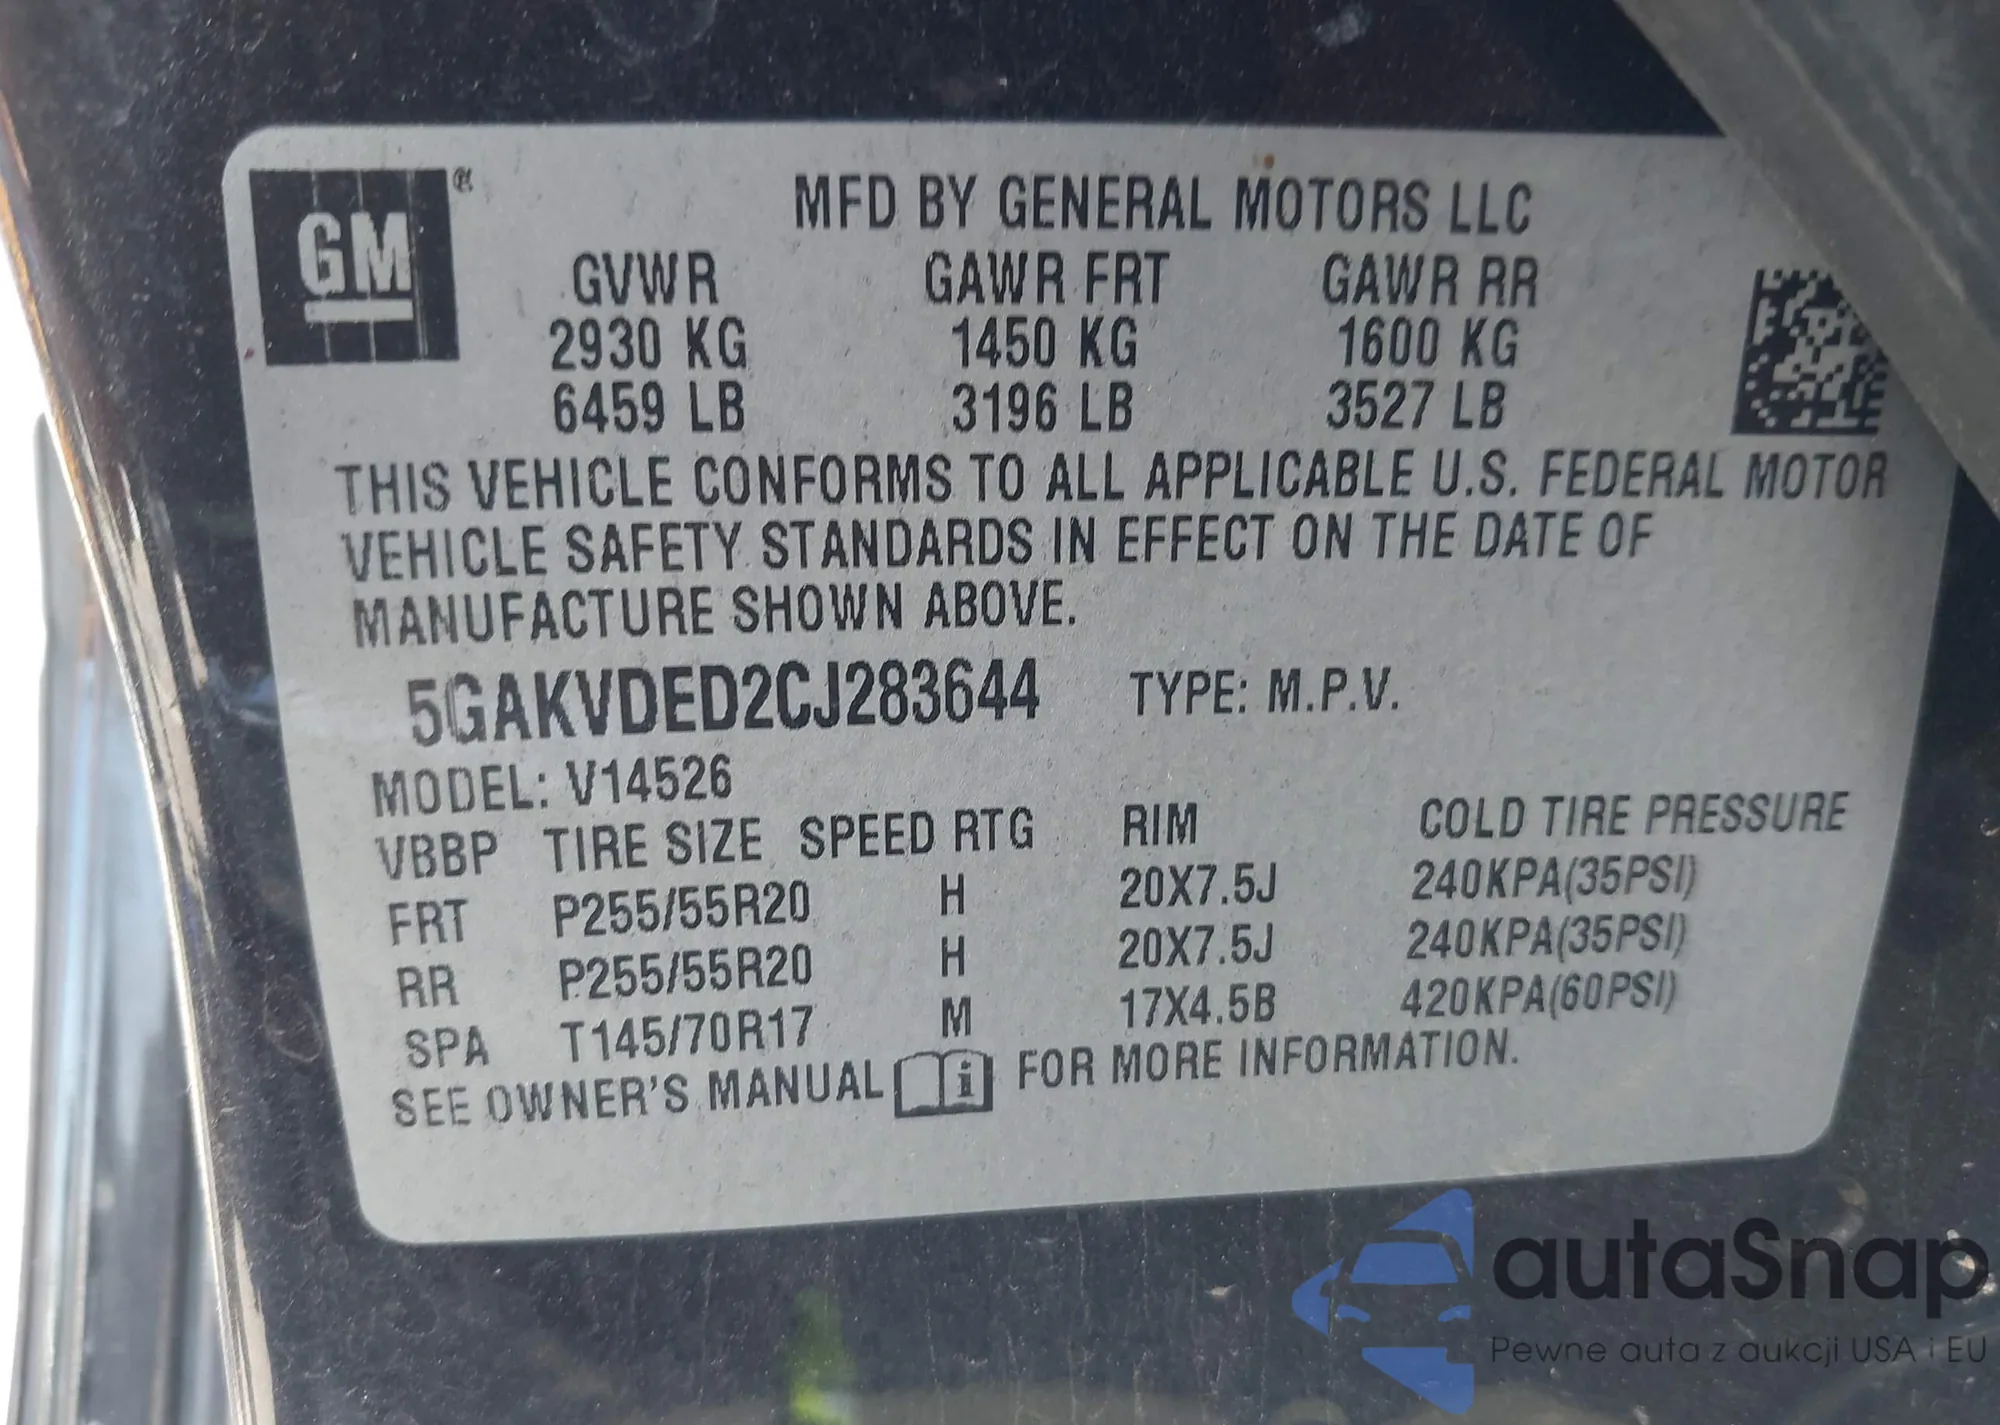 GM®
MFD BY GENERAL MOTORS LLC
GVWR GAWR FRT GAWR RR
2930 KG 1450 KG 1600 KG
6459 LB 3196 LB 3527 LB
THIS VEHICLE CONFORMS TO ALL APPLICABLE U.S. FEDERAL MOTOR
VEHICLE SAFETY STANDARDS IN EFFECT ON THE DATE OF
MANUFACTURE SHOWN ABOVE.
5GAKVDED2CJ283644 TYPE: M.P.V.
MODEL: V14526
VBBP TIRE SIZE SPEED RTG RIM COLD TIRE PRESSURE
FRT P255/55R20 H 20X7.5J 240KPA(35PSI)
RR P255/55R20 H 20X7.5J 240KPA(35PSI)
SPA T145/70R17 M 17X4.5B 420KPA(60PSI)
SEE OWNER'S MANUAL i FOR MORE INFORMATION.
autaSnap
Pewne auta z aukcji USA i EU